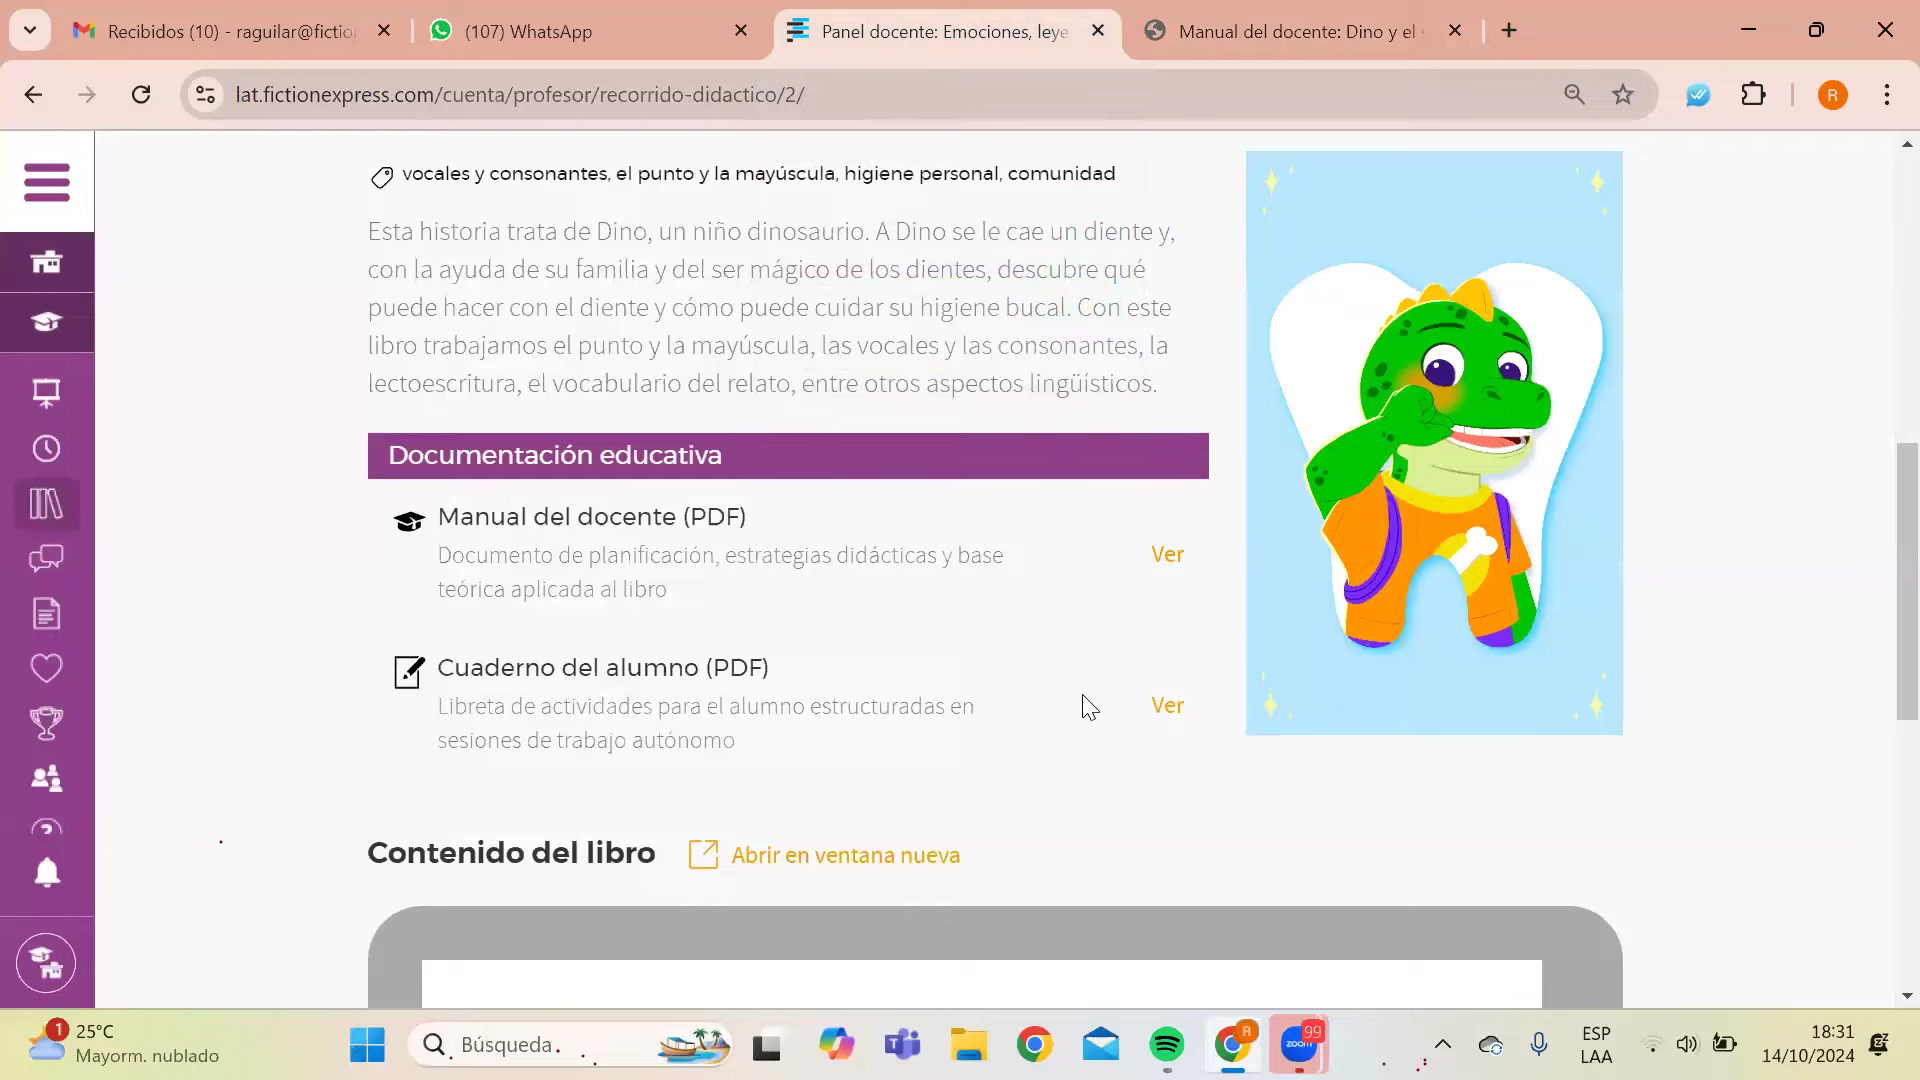 Recibidos (10) - raguilar@fictio
(107) WhatsApp
Panel docente: Emociones, leye
Manual del docente: Dino y el
lat.fictionexpress.com/cuenta/profesor/recorrido-didactico/2/
R
vocales y consonantes, el punto y la mayúscula, higiene personal, comunidad
Esta historia trata de Dino, un niño dinosaurio. A Dino se le cae un diente y,
con la ayuda de su familia y del ser mágico de los dientes, descubre qué
puede hacer con el diente y cómo puede cuidar su higiene bucal. Con este
libro trabajamos el punto y la mayúscula, las vocales y las consonantes, la
lectoescritura, el vocabulario del relato, entre otros aspectos lingüísticos.
Documentación educativa
Manual del docente (PDF)
Documento de planificación, estrategias didácticas y base
teórica aplicada al libro
Ver
Cuaderno del alumno (PDF)
Libreta de actividades para el alumno estructuradas en
sesiones de trabajo autónomo
Ver
Contenido del libro
Abrir en ventana nueva
1
25°C
Mayorm. nublado
Búsqueda
R
zoom
99
ESP
LAA
18:31
14/10/2024